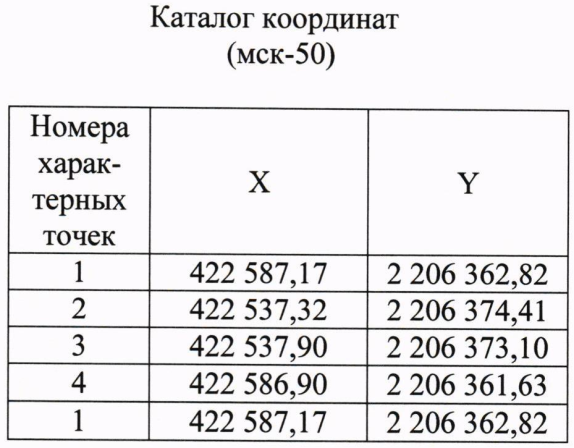 Каталог координат
(мск-50)
Номера
харак-
терных
точек
X
Y
1 422 587,17 2 206 362,82
2 422 537,32 2 206 374,41
3 422 537,90 2 206 373,10
4 422 586,90 2 206 361,63
1 422 587,17 2 206 362,82